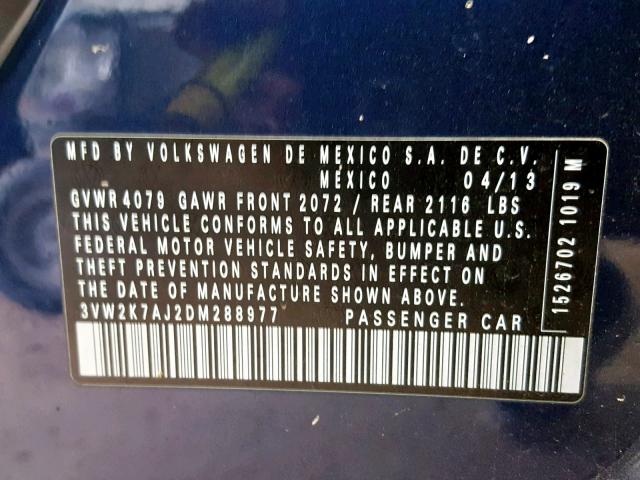 MFD BY VOLKSWAGEN DE MEXICO S.A. DE C.V.
MEXICO 04/13
GVWR 4079 GAWR FRONT 2072 / REAR 2116 LBS
THIS VEHICLE CONFORMS TO ALL APPLICABLE U.S.
FEDERAL MOTOR VEHICLE SAFETY, BUMPER AND
THEFT PREVENTION STANDARDS IN EFFECT ON
THE DATE OF MANUFACTURE SHOWN ABOVE.
3VW2K7AJ2DM288977 PASSENGER CAR
1526702 1019 M